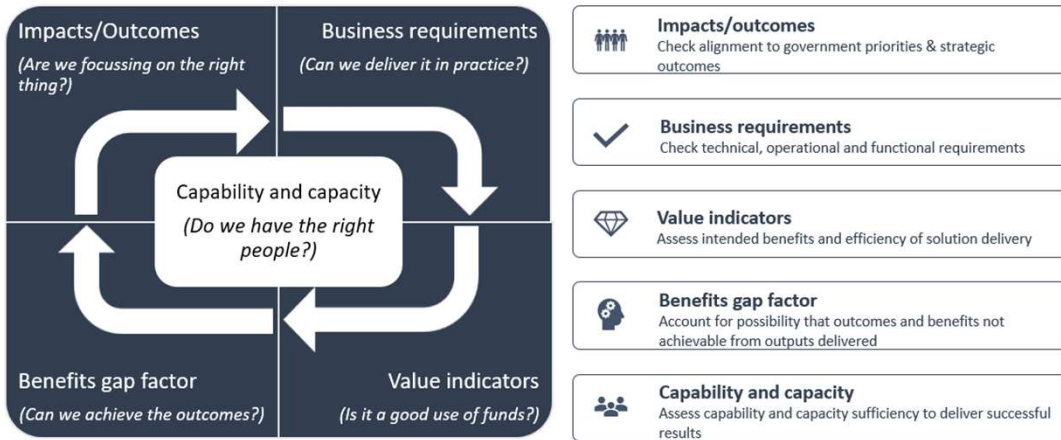 Impacts/Outcomes
(Are we focussing on the right
thing?)
Business requirements
(Can we deliver it in practice?)
Capability and capacity
(Do we have the right
people?)
Benefits gap factor
(Can we achieve the outcomes?)
Value indicators
(Is it a good use of funds?)
Impacts/outcomes
Check alignment to government priorities & strategic
outcomes
Business requirements
Check technical, operational and functional requirements
Value indicators
Assess intended benefits and efficiency of solution delivery
Benefits gap factor
Account for possibility that outcomes and benefits not
achievable from outputs delivered
Capability and capacity
Assess capability and capacity sufficiency to deliver successful
results